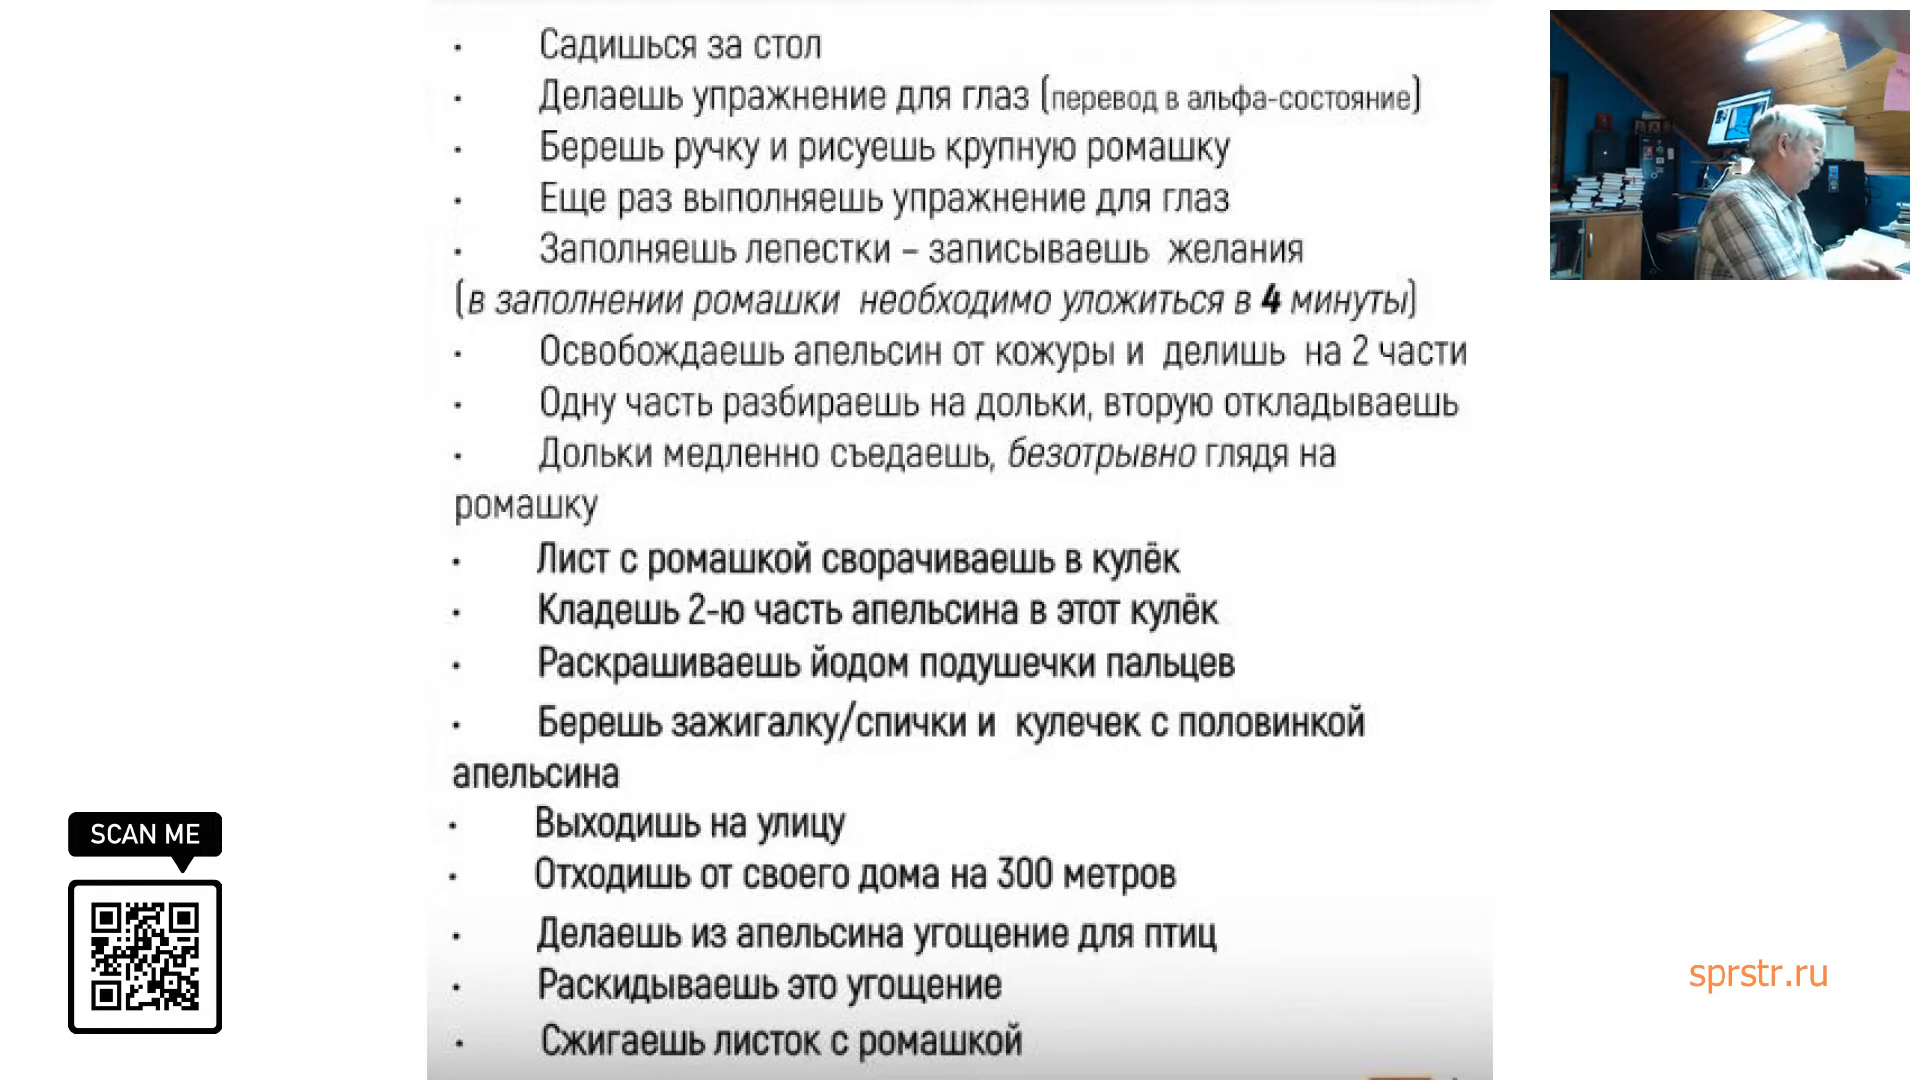 • Садишься за стол
• Делаешь упражнение для глаз (перевод в альфа-состояние)
• Берешь ручку и рисуешь крупную ромашку
• Еще раз выполняешь упражнение для глаз
• Заполняешь лепестки – записываешь желания
(в заполнении ромашки необходимо уложиться в 4 минуты)
• Освобождаешь апельсин от кожуры и делишь на 2 части
• Одну часть разбираешь на дольки, вторую откладываешь
• Дольки медленно съедаешь, безотрывно глядя на
ромашку
• Лист с ромашкой сворачиваешь в кулёк
• Кладешь 2-ю часть апельсина в этот кулёк
• Раскрашиваешь йодом подушечки пальцев
• Берешь зажигалку/спички и кулечек с половинкой
апельсина
• Выходишь на улицу
• Отходишь от своего дома на 300 метров
• Делаешь из апельсина угощение для птиц
• Раскидываешь это угощение
• Сжигаешь листок с ромашкой
SCAN ME
sprstr.ru